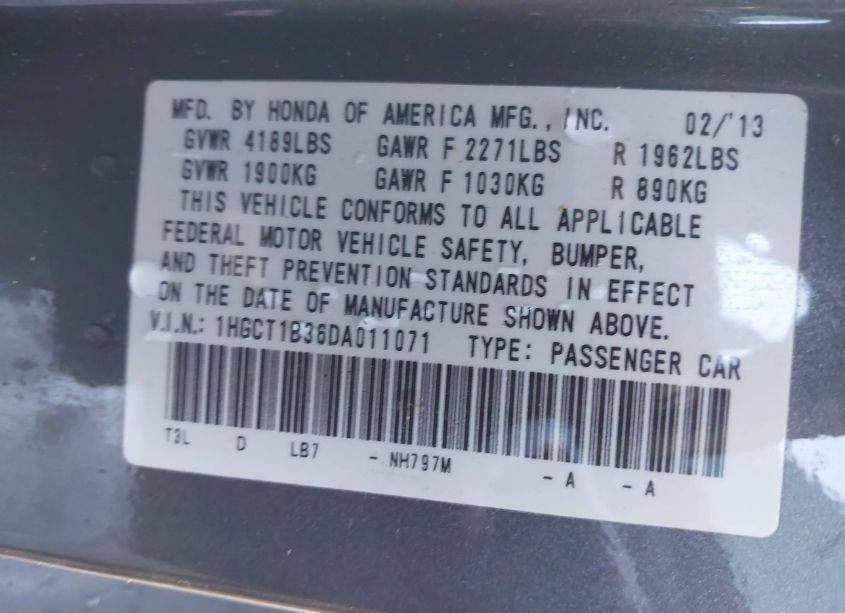 MFD. BY HONDA OF AMERICA MFG., INC. 02/'13
GVWR 4189LBS GAWR F 2271LBS R 1962LBS
GVWR 1900KG GAWR F 1030KG R 890KG
THIS VEHICLE CONFORMS TO ALL APPLICABLE
FEDERAL MOTOR VEHICLE SAFETY, BUMPER,
AND THEFT PREVENTION STANDARDS IN EFFECT
ON THE DATE OF MANUFACTURE SHOWN ABOVE.
V.I.N.: 1HGCT1B36DA011071 TYPE: PASSENGER CAR
T3L D LB7 - NH797M - A - A